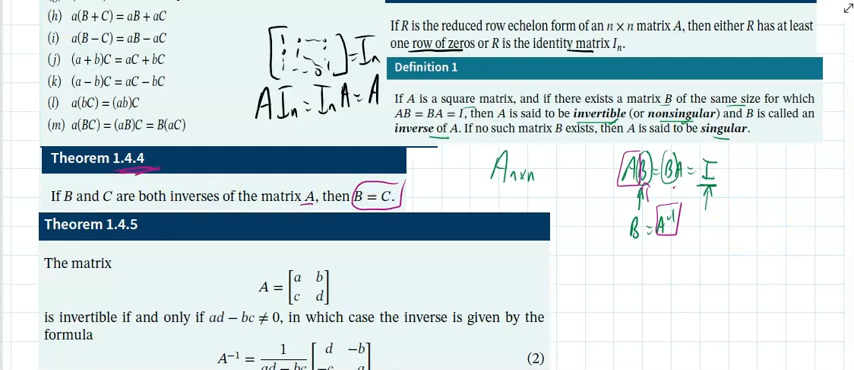 (h) a(B + C) = aB + aC
(i) a(B − C) = aB − aC
(j) (a + b)C = aC + bC
(k) (a − b)C = aC − bC
(l) a(bC) = (ab)C
(m) a(BC) = (aB)C = B(aC)
= Iₙ
A Iₙ = Iₙ A = A
If R is the reduced row echelon form of an n × n matrix A, then either R has at least
one row of zeros or R is the identity matrix Iₙ.
Definition 1
If A is a square matrix, and if there exists a matrix B of the same size for which
AB = BA = I, then A is said to be invertible (or nonsingular) and B is called an
inverse of A. If no such matrix B exists, then A is said to be singular.
Theorem 1.4.4
If B and C are both inverses of the matrix A, then B = C.
Aₙₓₙ
AB = BA = I
B = A⁻¹
Theorem 1.4.5
The matrix
A = [a b
c d]
is invertible if and only if ad − bc ≠ 0, in which case the inverse is given by the
formula
A⁻¹ = 1/(ad − bc) [d −b
−c a] (2)